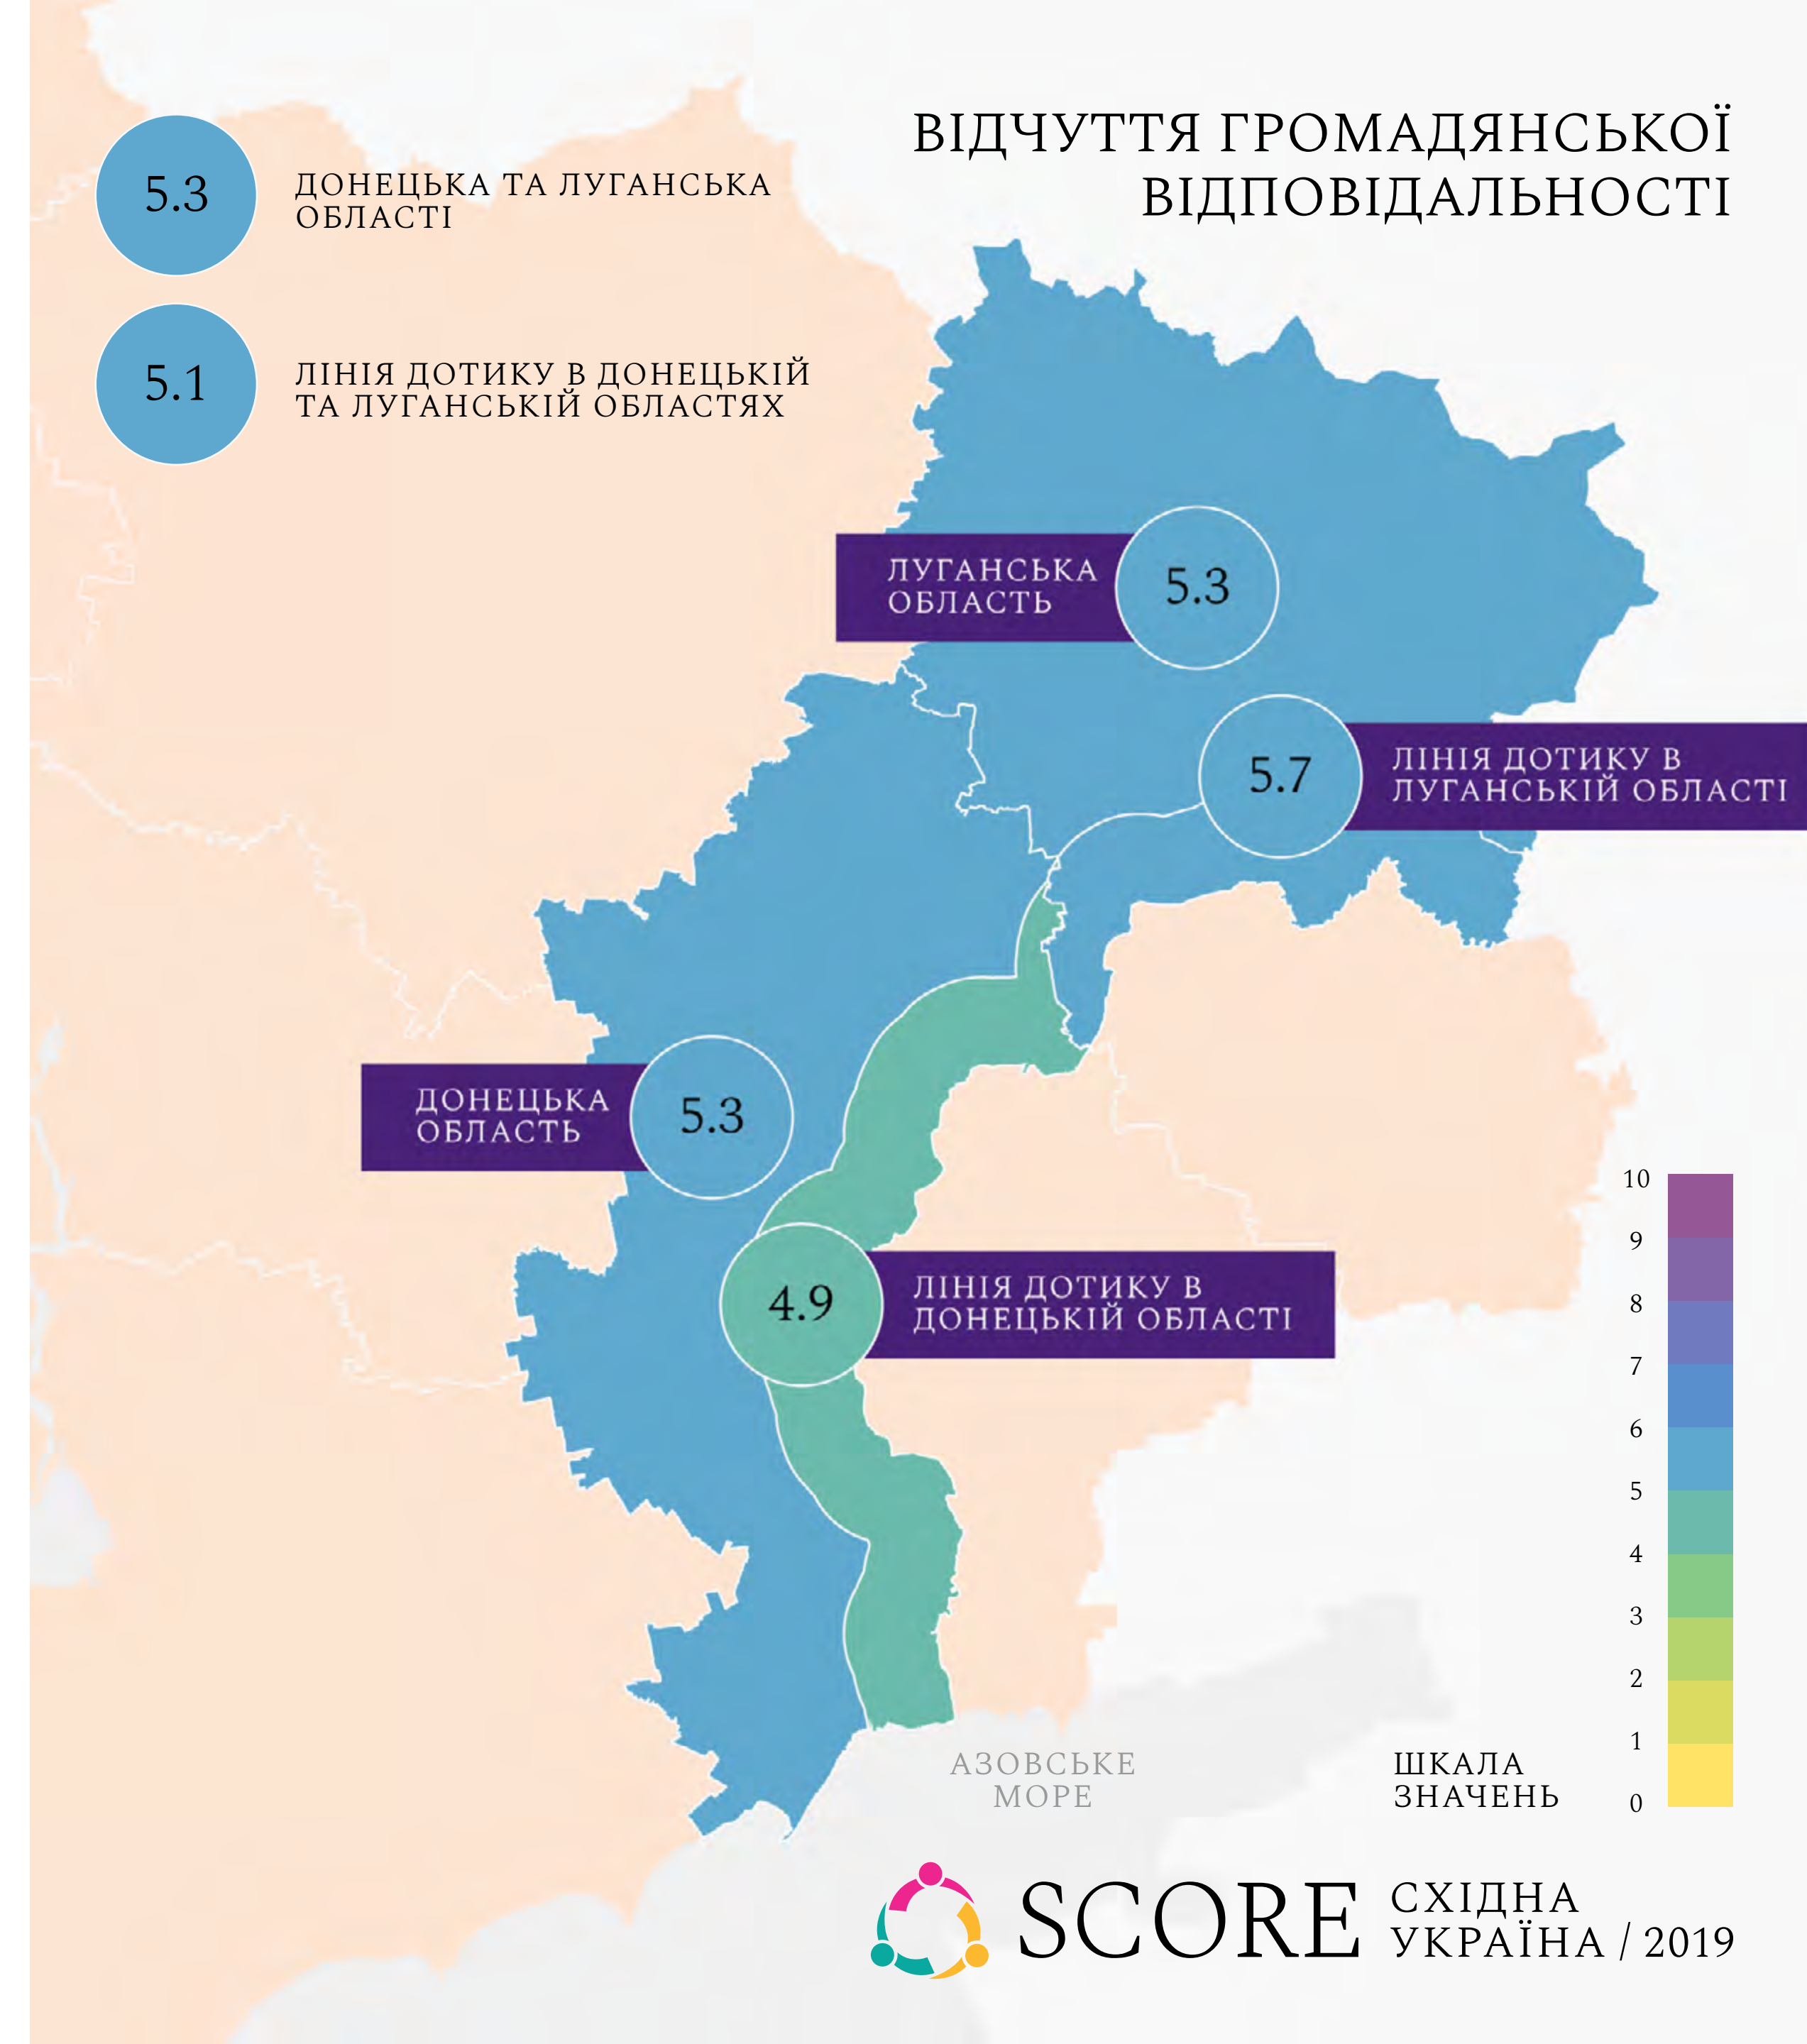 ВІДЧУТТЯ ГРОМАДЯНСЬКОЇ
ВІДПОВІДАЛЬНОСТІ
5.3
ДОНЕЦЬКА ТА ЛУГАНСЬКА
ОБЛАСТІ
5.1
ЛІНІЯ ДОТИКУ В ДОНЕЦЬКІЙ
ТА ЛУГАНСЬКІЙ ОБЛАСТЯХ
ЛУГАНСЬКА
ОБЛАСТЬ
5.3
5.7
ЛІНІЯ ДОТИКУ В
ЛУГАНСЬКІЙ ОБЛАСТІ
ДОНЕЦЬКА
ОБЛАСТЬ
5.3
4.9
ЛІНІЯ ДОТИКУ В
ДОНЕЦЬКІЙ ОБЛАСТІ
10
9
8
7
6
5
4
3
2
1
0
АЗОВСЬКЕ
МОРЕ
ШКАЛА
ЗНАЧЕНЬ
SCORE
СХІДНА
УКРАЇНА / 2019